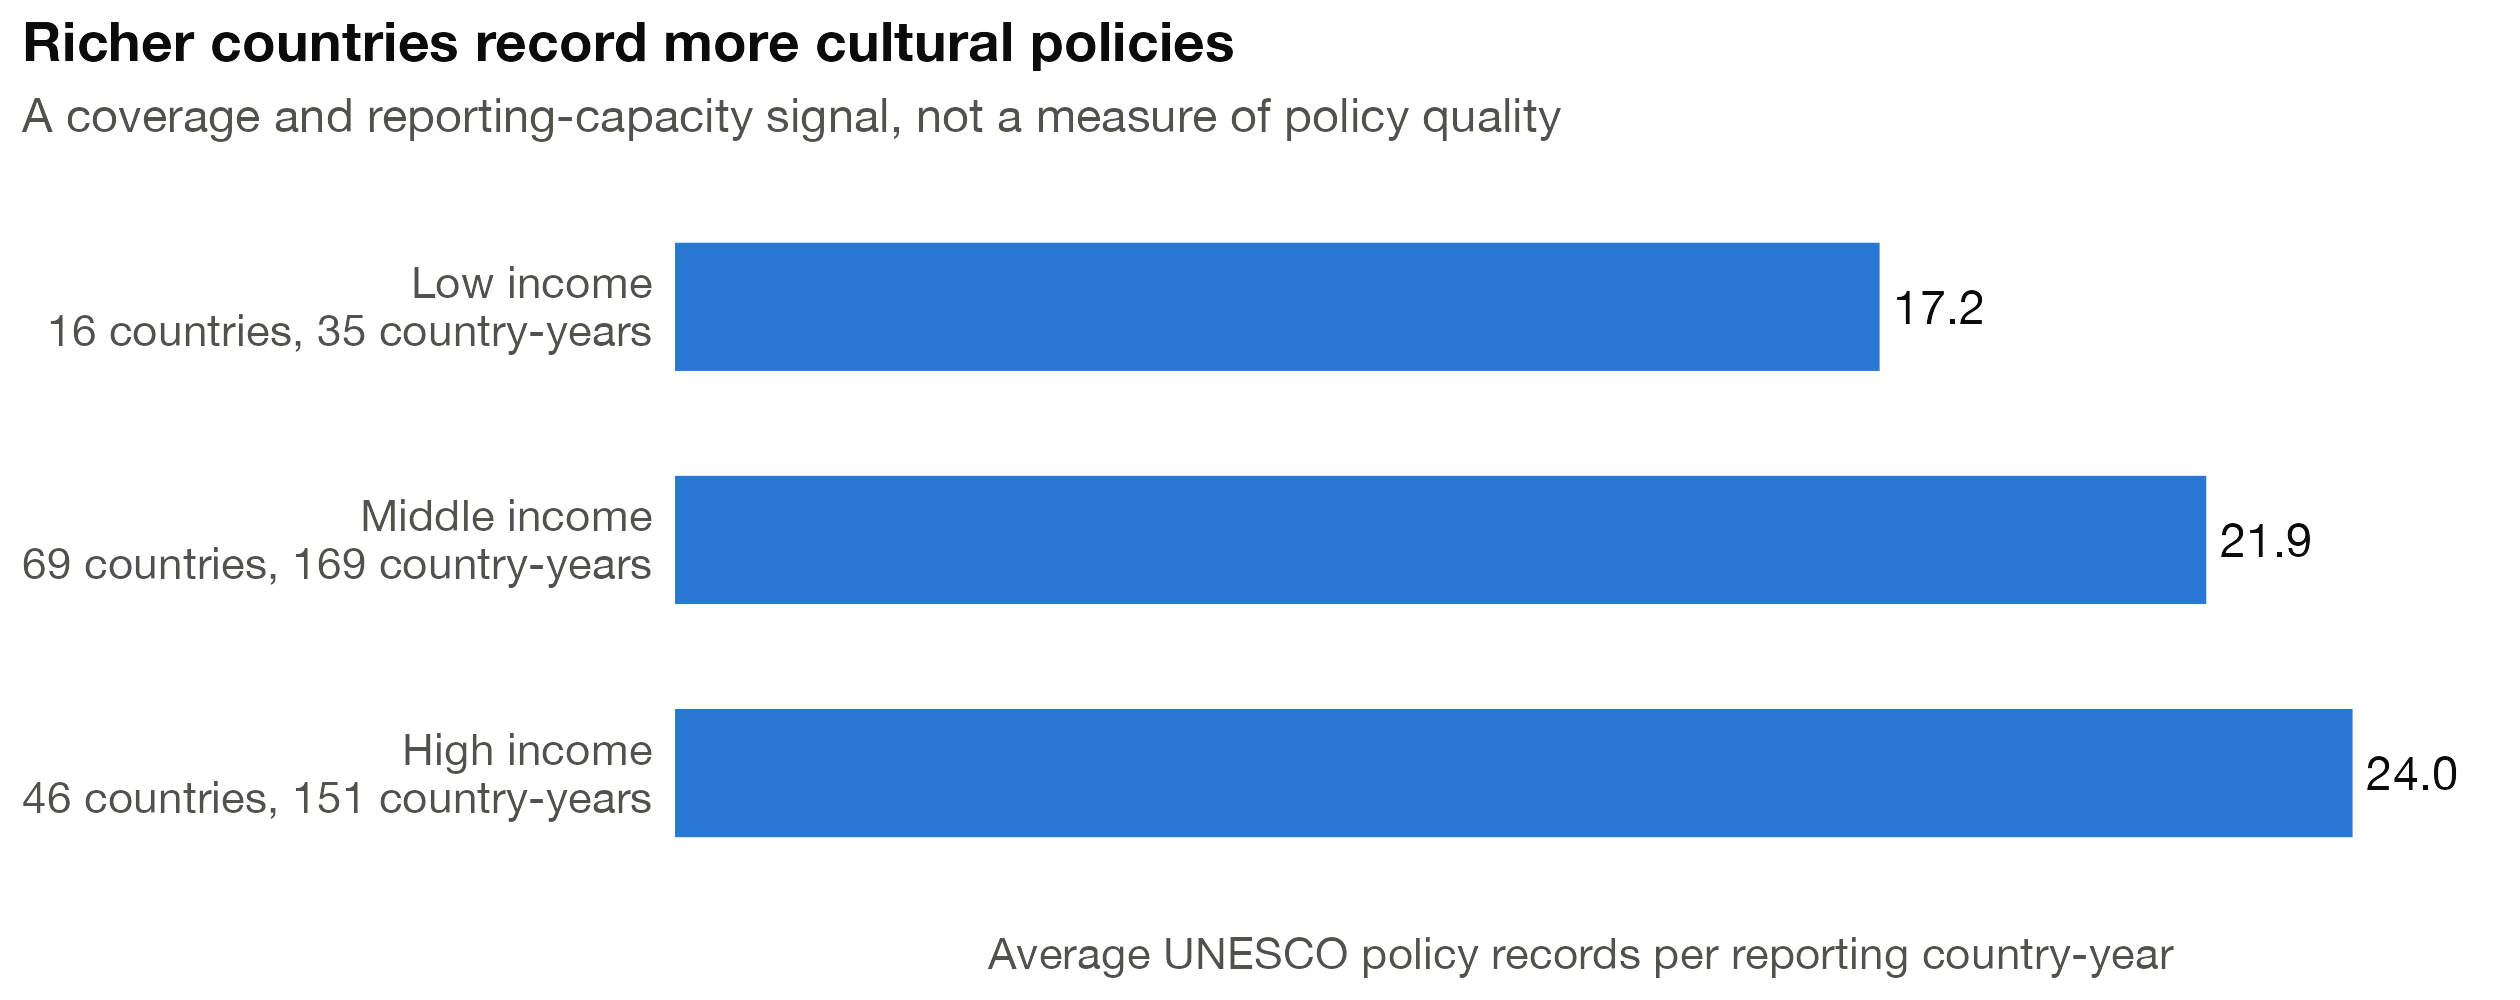 Richer countries record more cultural policies
A coverage and reporting-capacity signal, not a measure of policy quality
Low income
16 countries, 35 country-years
17.2
Middle income
69 countries, 169 country-years
21.9
High income
46 countries, 151 country-years
24.0
Average UNESCO policy records per reporting country-year